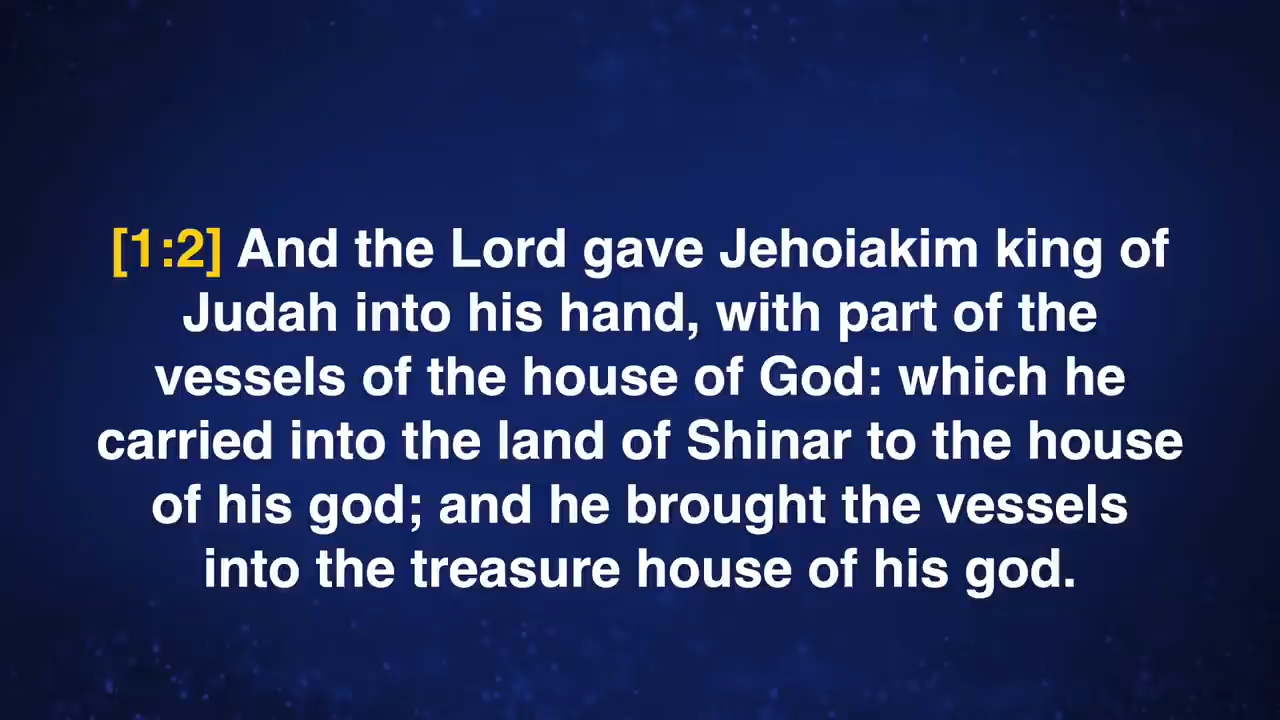 [1:2] And the Lord gave Jehoiakim king of
Judah into his hand, with part of the
vessels of the house of God: which he
carried into the land of Shinar to the house
of his god; and he brought the vessels
into the treasure house of his god.